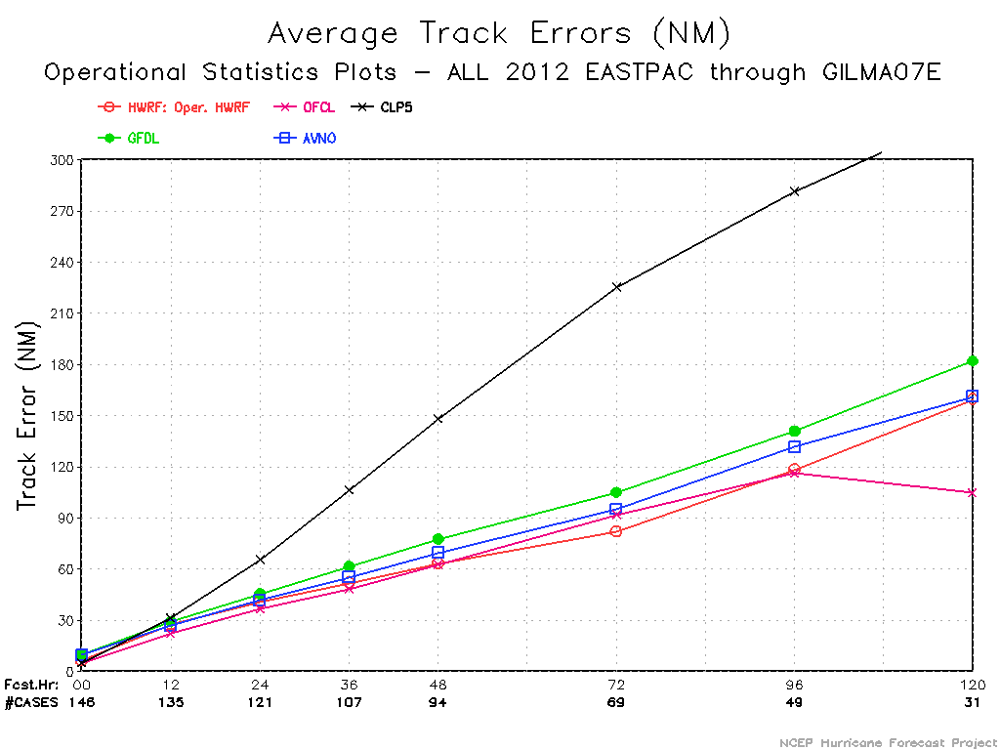 Average Track Errors (NM)
Operational Statistics Plots – ALL 2012 EASTPAC through GILMA07E
HWRF: Oper. HWRF OFCL CLP5
GFDL AVNO
300
270
240
210
180
150
120
90
60
30
0
Track Error (NM)
Fcst.Hr: 00 12 24 36 48 72 96 120
#CASES 146 135 121 107 94 69 49 31
NCEP Hurricane Forecast Project